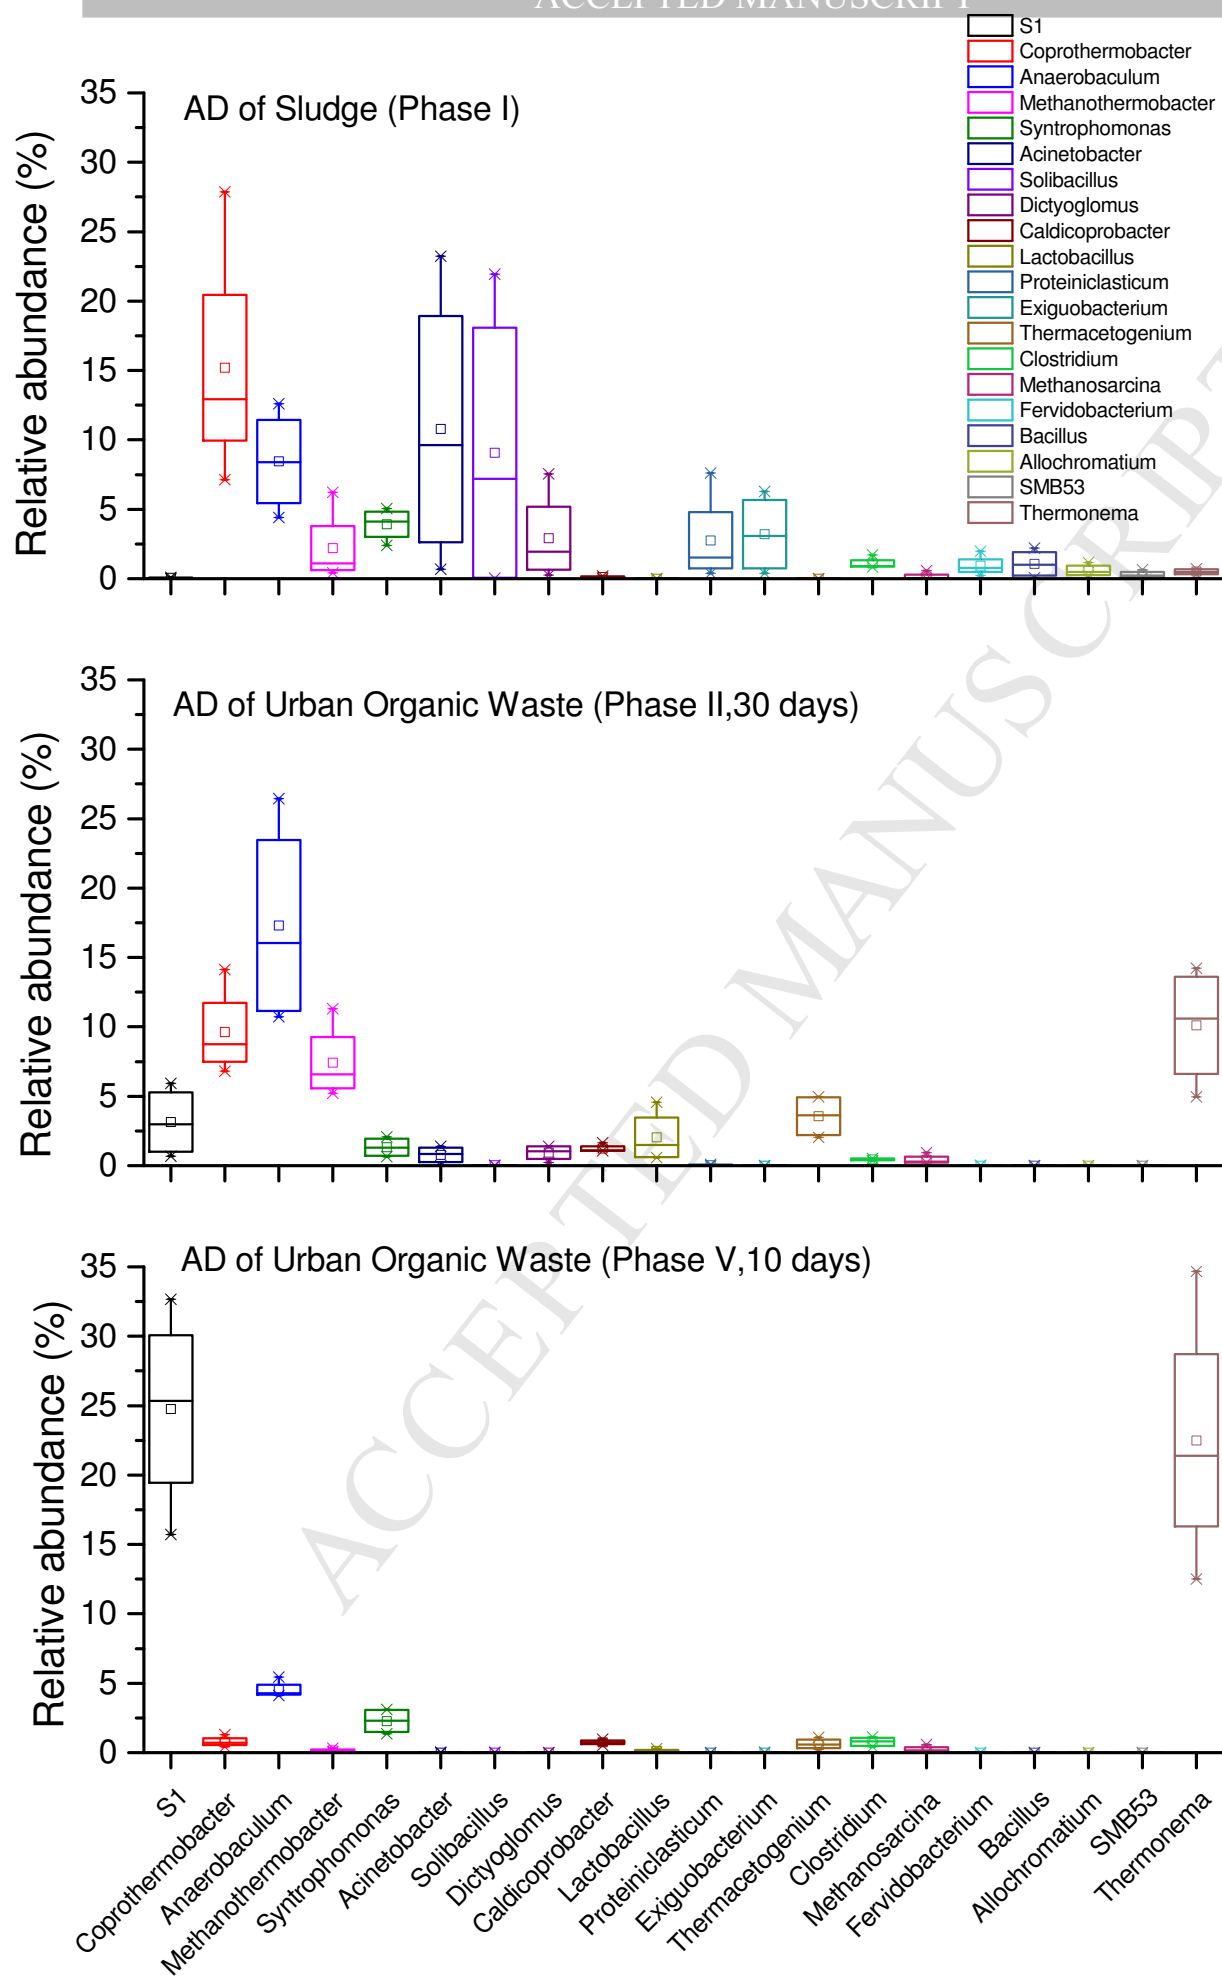 ACCEPTED MANUSCRIPT
S1
Coprothermobacter
Anaerobaculum
Methanothermobacter
Syntrophomonas
Acinetobacter
Solibacillus
Dictyoglomus
Caldicoprobacter
Lactobacillus
Proteiniclasticum
Exiguobacterium
Thermacetogenium
Clostridium
Methanosarcina
Fervidobacterium
Bacillus
Allochromatium
SMB53
Thermonema
AD of Sludge (Phase I)
Relative abundance (%)
35
30
25
20
15
10
5
0
AD of Urban Organic Waste (Phase II,30 days)
Relative abundance (%)
35
30
25
20
15
10
5
0
AD of Urban Organic Waste (Phase V,10 days)
Relative abundance (%)
35
30
25
20
15
10
5
0
S1
Coprothermobacter
Anaerobaculum
Methanothermobacter
Syntrophomonas
Acinetobacter
Solibacillus
Dictyoglomus
Caldicoprobacter
Lactobacillus
Proteiniclasticum
Exiguobacterium
Thermacetogenium
Clostridium
Methanosarcina
Fervidobacterium
Bacillus
Allochromatium
SMB53
Thermonema
ACCEPTED MANUSCRIPT